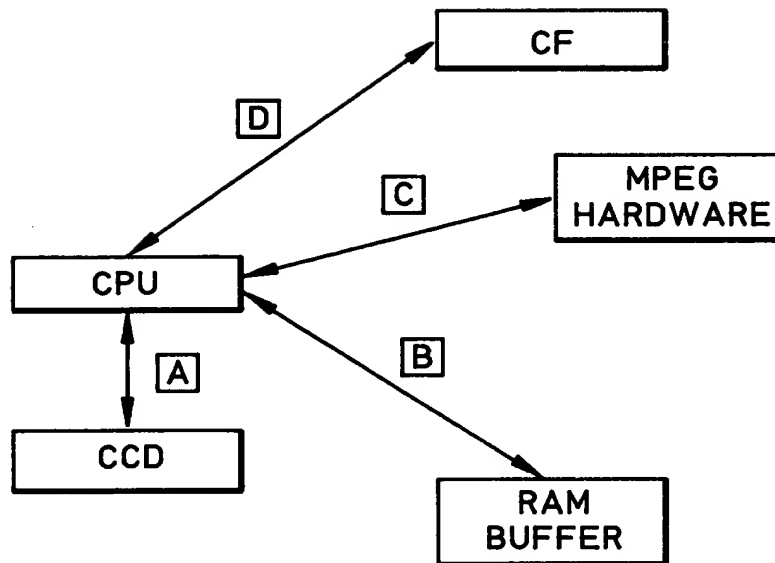 CF
D
MPEG
HARDWARE
C
CPU
B
A
CCD
RAM
BUFFER